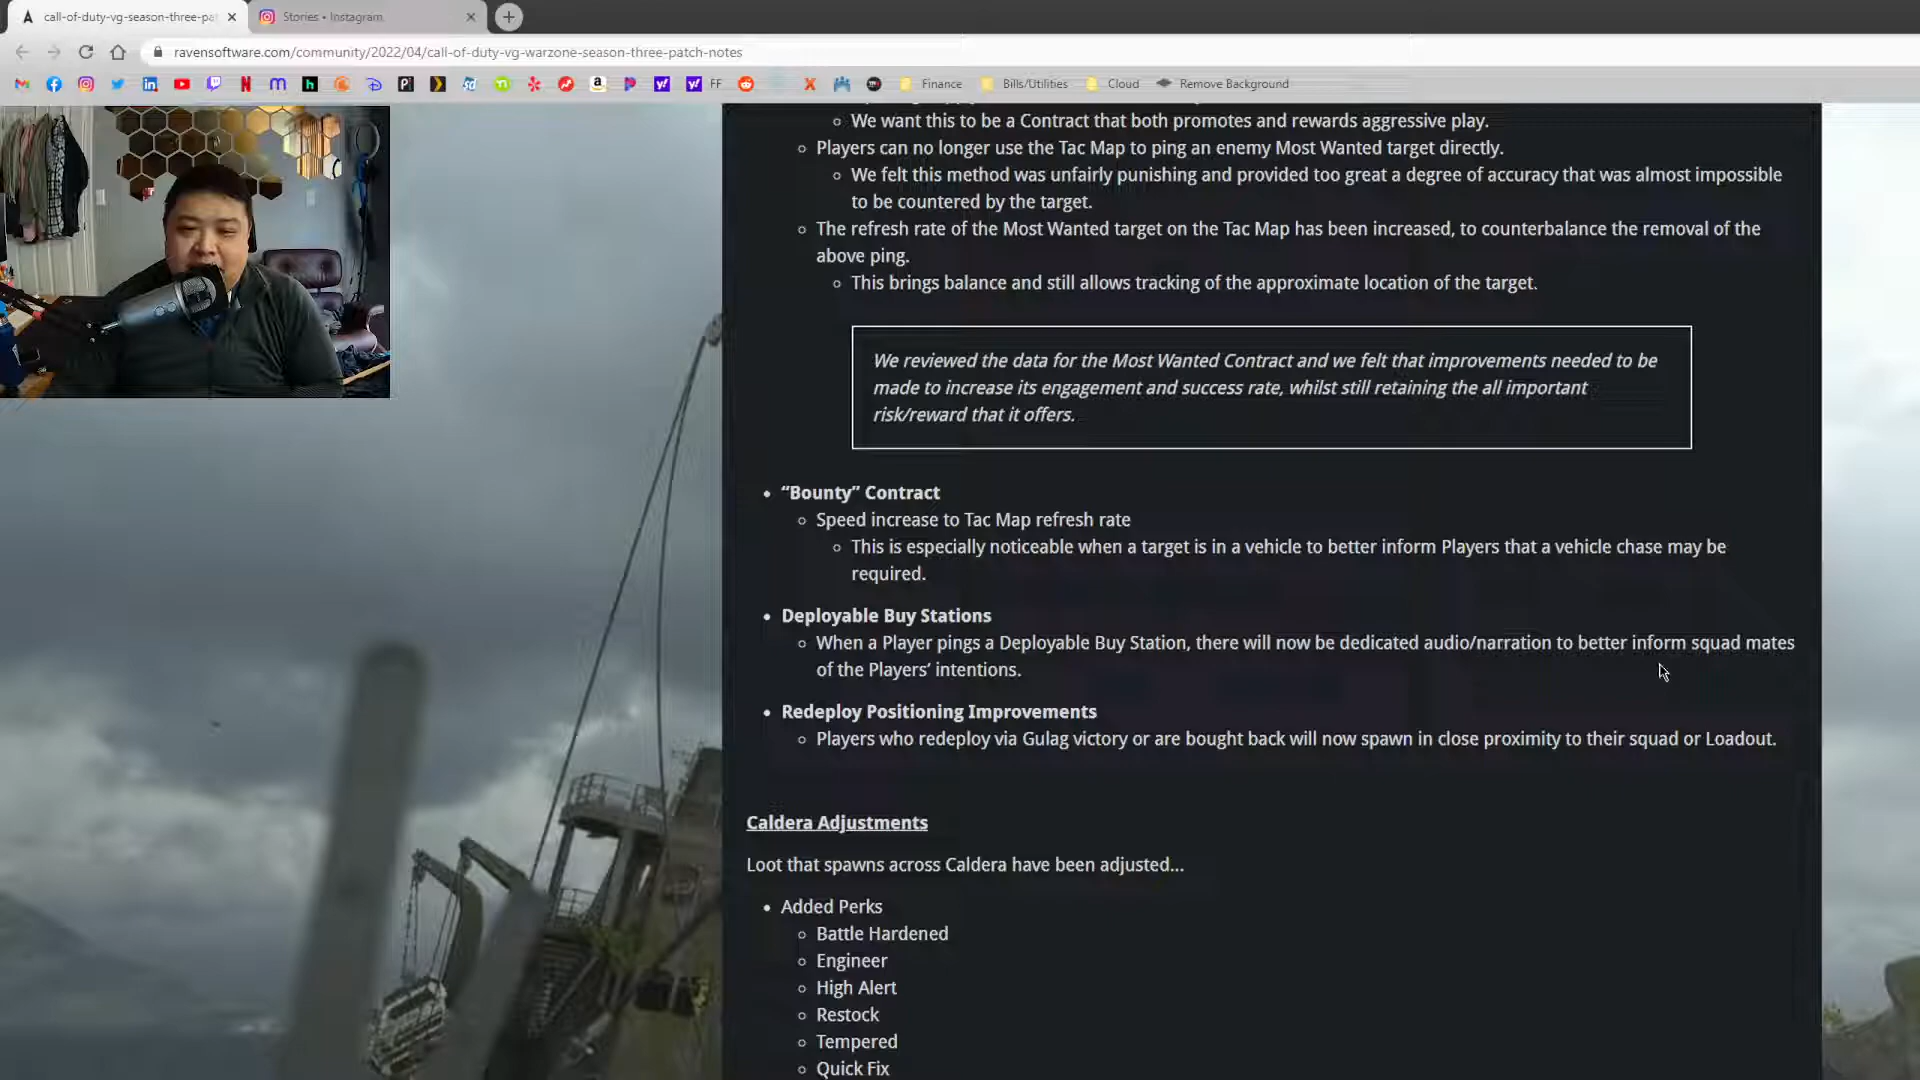 call-of-duty-vg-season-three-pat
Stories • Instagram
ravensoftware.com/community/2022/04/call-of-duty-vg-warzone-season-three-patch-notes
FF
Finance
Bills/Utilities
Cloud
Remove Background
We want this to be a Contract that both promotes and rewards aggressive play.
Players can no longer use the Tac Map to ping an enemy Most Wanted target directly.
We felt this method was unfairly punishing and provided too great a degree of accuracy that was almost impossible
to be countered by the target.
The refresh rate of the Most Wanted target on the Tac Map has been increased, to counterbalance the removal of the
above ping.
This brings balance and still allows tracking of the approximate location of the target.
We reviewed the data for the Most Wanted Contract and we felt that improvements needed to be
made to increase its engagement and success rate, whilst still retaining the all important
risk/reward that it offers.
“Bounty” Contract
Speed increase to Tac Map refresh rate
This is especially noticeable when a target is in a vehicle to better inform Players that a vehicle chase may be
required.
Deployable Buy Stations
When a Player pings a Deployable Buy Station, there will now be dedicated audio/narration to better inform squad mates
of the Players’ intentions.
Redeploy Positioning Improvements
Players who redeploy via Gulag victory or are bought back will now spawn in close proximity to their squad or Loadout.
Caldera Adjustments
Loot that spawns across Caldera have been adjusted...
Added Perks
Battle Hardened
Engineer
High Alert
Restock
Tempered
Quick Fix